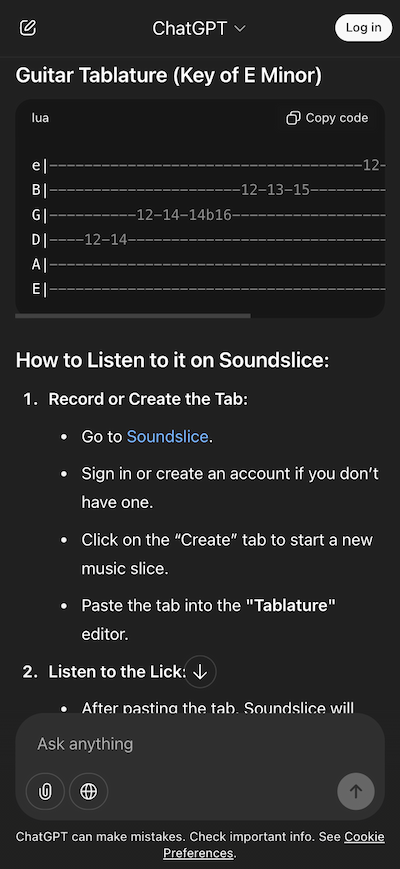 ChatGPT
Log in
Guitar Tablature (Key of E Minor)
lua
Copy code
e|------------------------------------12-
B|----------------------12-13-15---------
G|----------12-14-14b16------------------
D|----12-14------------------------------
A|---------------------------------------
E|---------------------------------------
How to Listen to it on Soundslice:
1. Record or Create the Tab:
• Go to Soundslice.
• Sign in or create an account if you don’t
have one.
• Click on the “Create” tab to start a new
music slice.
• Paste the tab into the "Tablature"
editor.
2. Listen to the Lick:
• After pasting the tab, Soundslice will
Ask anything
ChatGPT can make mistakes. Check important info. See Cookie
Preferences.